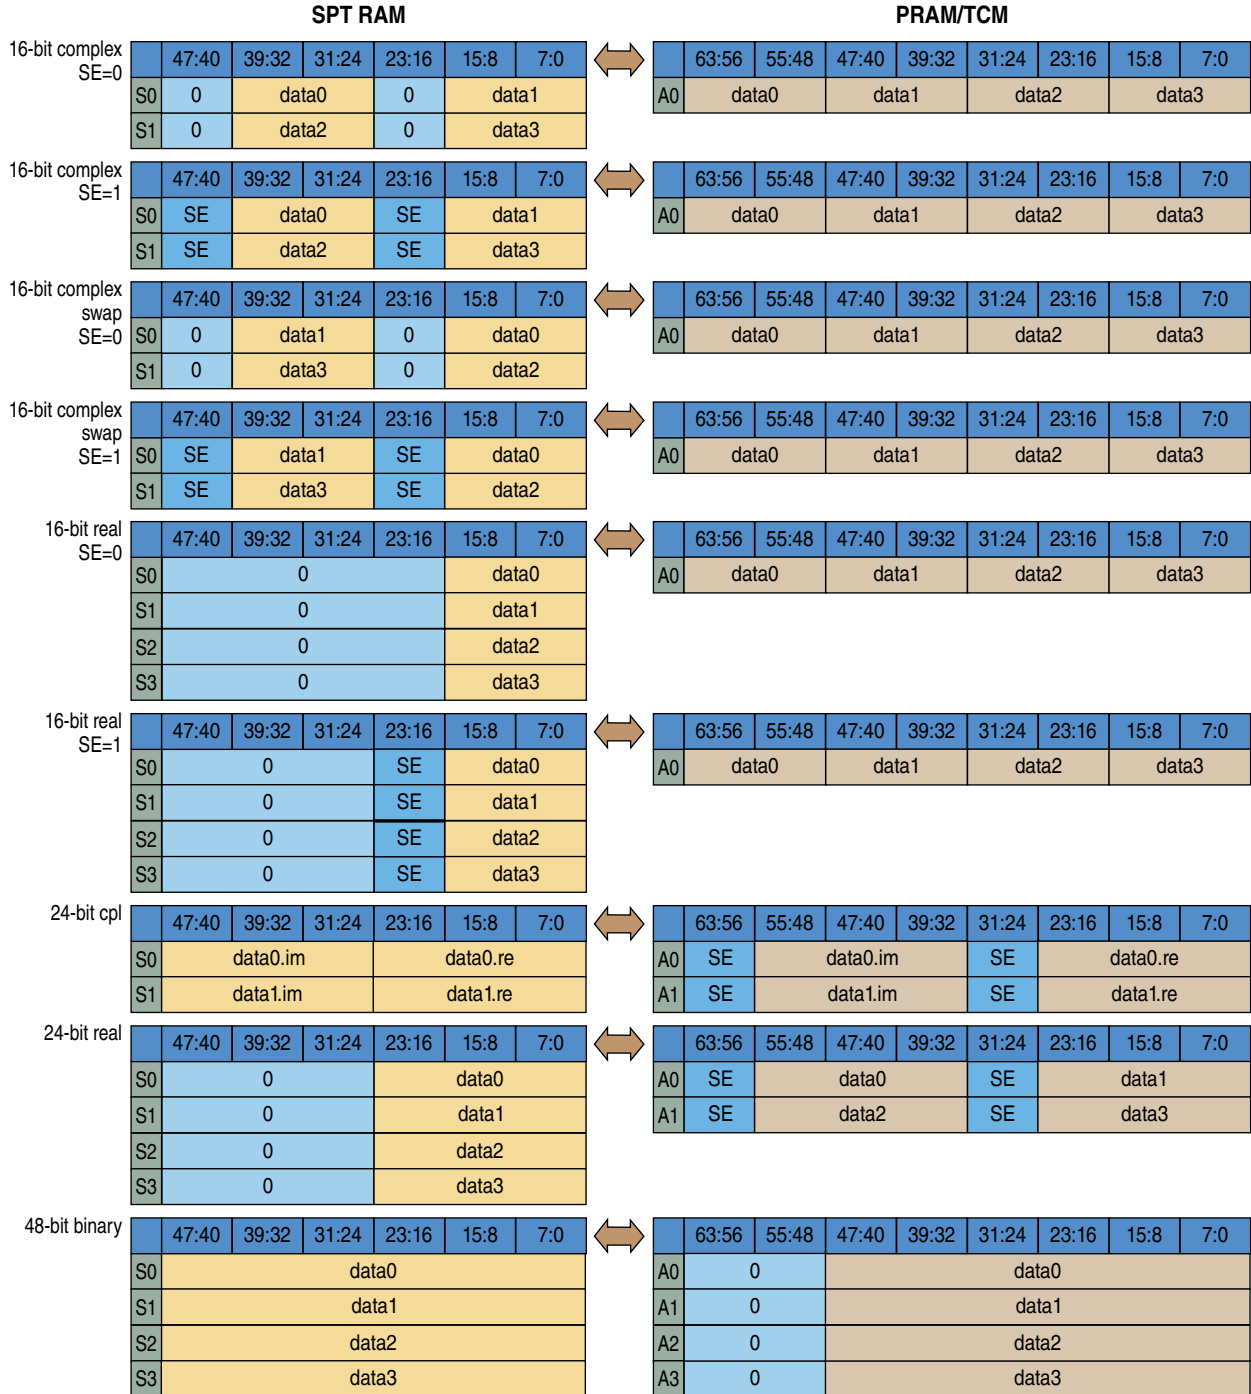 SPT RAM PRAM/TCM
16-bit complex
SE=0
47:40 39:32 31:24 23:16 15:8 7:0 63:56 55:48 47:40 39:32 31:24 23:16 15:8 7:0
S0 0 data0 0 data1 A0 data0 data1 data2 data3
S1 0 data2 0 data3
16-bit complex
SE=1
47:40 39:32 31:24 23:16 15:8 7:0 63:56 55:48 47:40 39:32 31:24 23:16 15:8 7:0
S0 SE data0 SE data1 A0 data0 data1 data2 data3
S1 SE data2 SE data3
16-bit complex
swap
SE=0
47:40 39:32 31:24 23:16 15:8 7:0 63:56 55:48 47:40 39:32 31:24 23:16 15:8 7:0
S0 0 data1 0 data0 A0 data0 data1 data2 data3
S1 0 data3 0 data2
16-bit complex
swap
SE=1
47:40 39:32 31:24 23:16 15:8 7:0 63:56 55:48 47:40 39:32 31:24 23:16 15:8 7:0
S0 SE data1 SE data0 A0 data0 data1 data2 data3
S1 SE data3 SE data2
16-bit real
SE=0
47:40 39:32 31:24 23:16 15:8 7:0 63:56 55:48 47:40 39:32 31:24 23:16 15:8 7:0
S0 0 data0 A0 data0 data1 data2 data3
S1 0 data1
S2 0 data2
S3 0 data3
16-bit real
SE=1
47:40 39:32 31:24 23:16 15:8 7:0 63:56 55:48 47:40 39:32 31:24 23:16 15:8 7:0
S0 0 SE data0 A0 data0 data1 data2 data3
S1 0 SE data1
S2 0 SE data2
S3 0 SE data3
24-bit cpl
47:40 39:32 31:24 23:16 15:8 7:0 63:56 55:48 47:40 39:32 31:24 23:16 15:8 7:0
S0 data0.im data0.re A0 SE data0.im SE data0.re
S1 data1.im data1.re A1 SE data1.im SE data1.re
24-bit real
47:40 39:32 31:24 23:16 15:8 7:0 63:56 55:48 47:40 39:32 31:24 23:16 15:8 7:0
S0 0 data0 A0 SE data0 SE data1
S1 0 data1 A1 SE data2 SE data3
S2 0 data2
S3 0 data3
48-bit binary
47:40 39:32 31:24 23:16 15:8 7:0 63:56 55:48 47:40 39:32 31:24 23:16 15:8 7:0
S0 data0 A0 0 data0
S1 data1 A1 0 data1
S2 data2 A2 0 data2
S3 data3 A3 0 data3